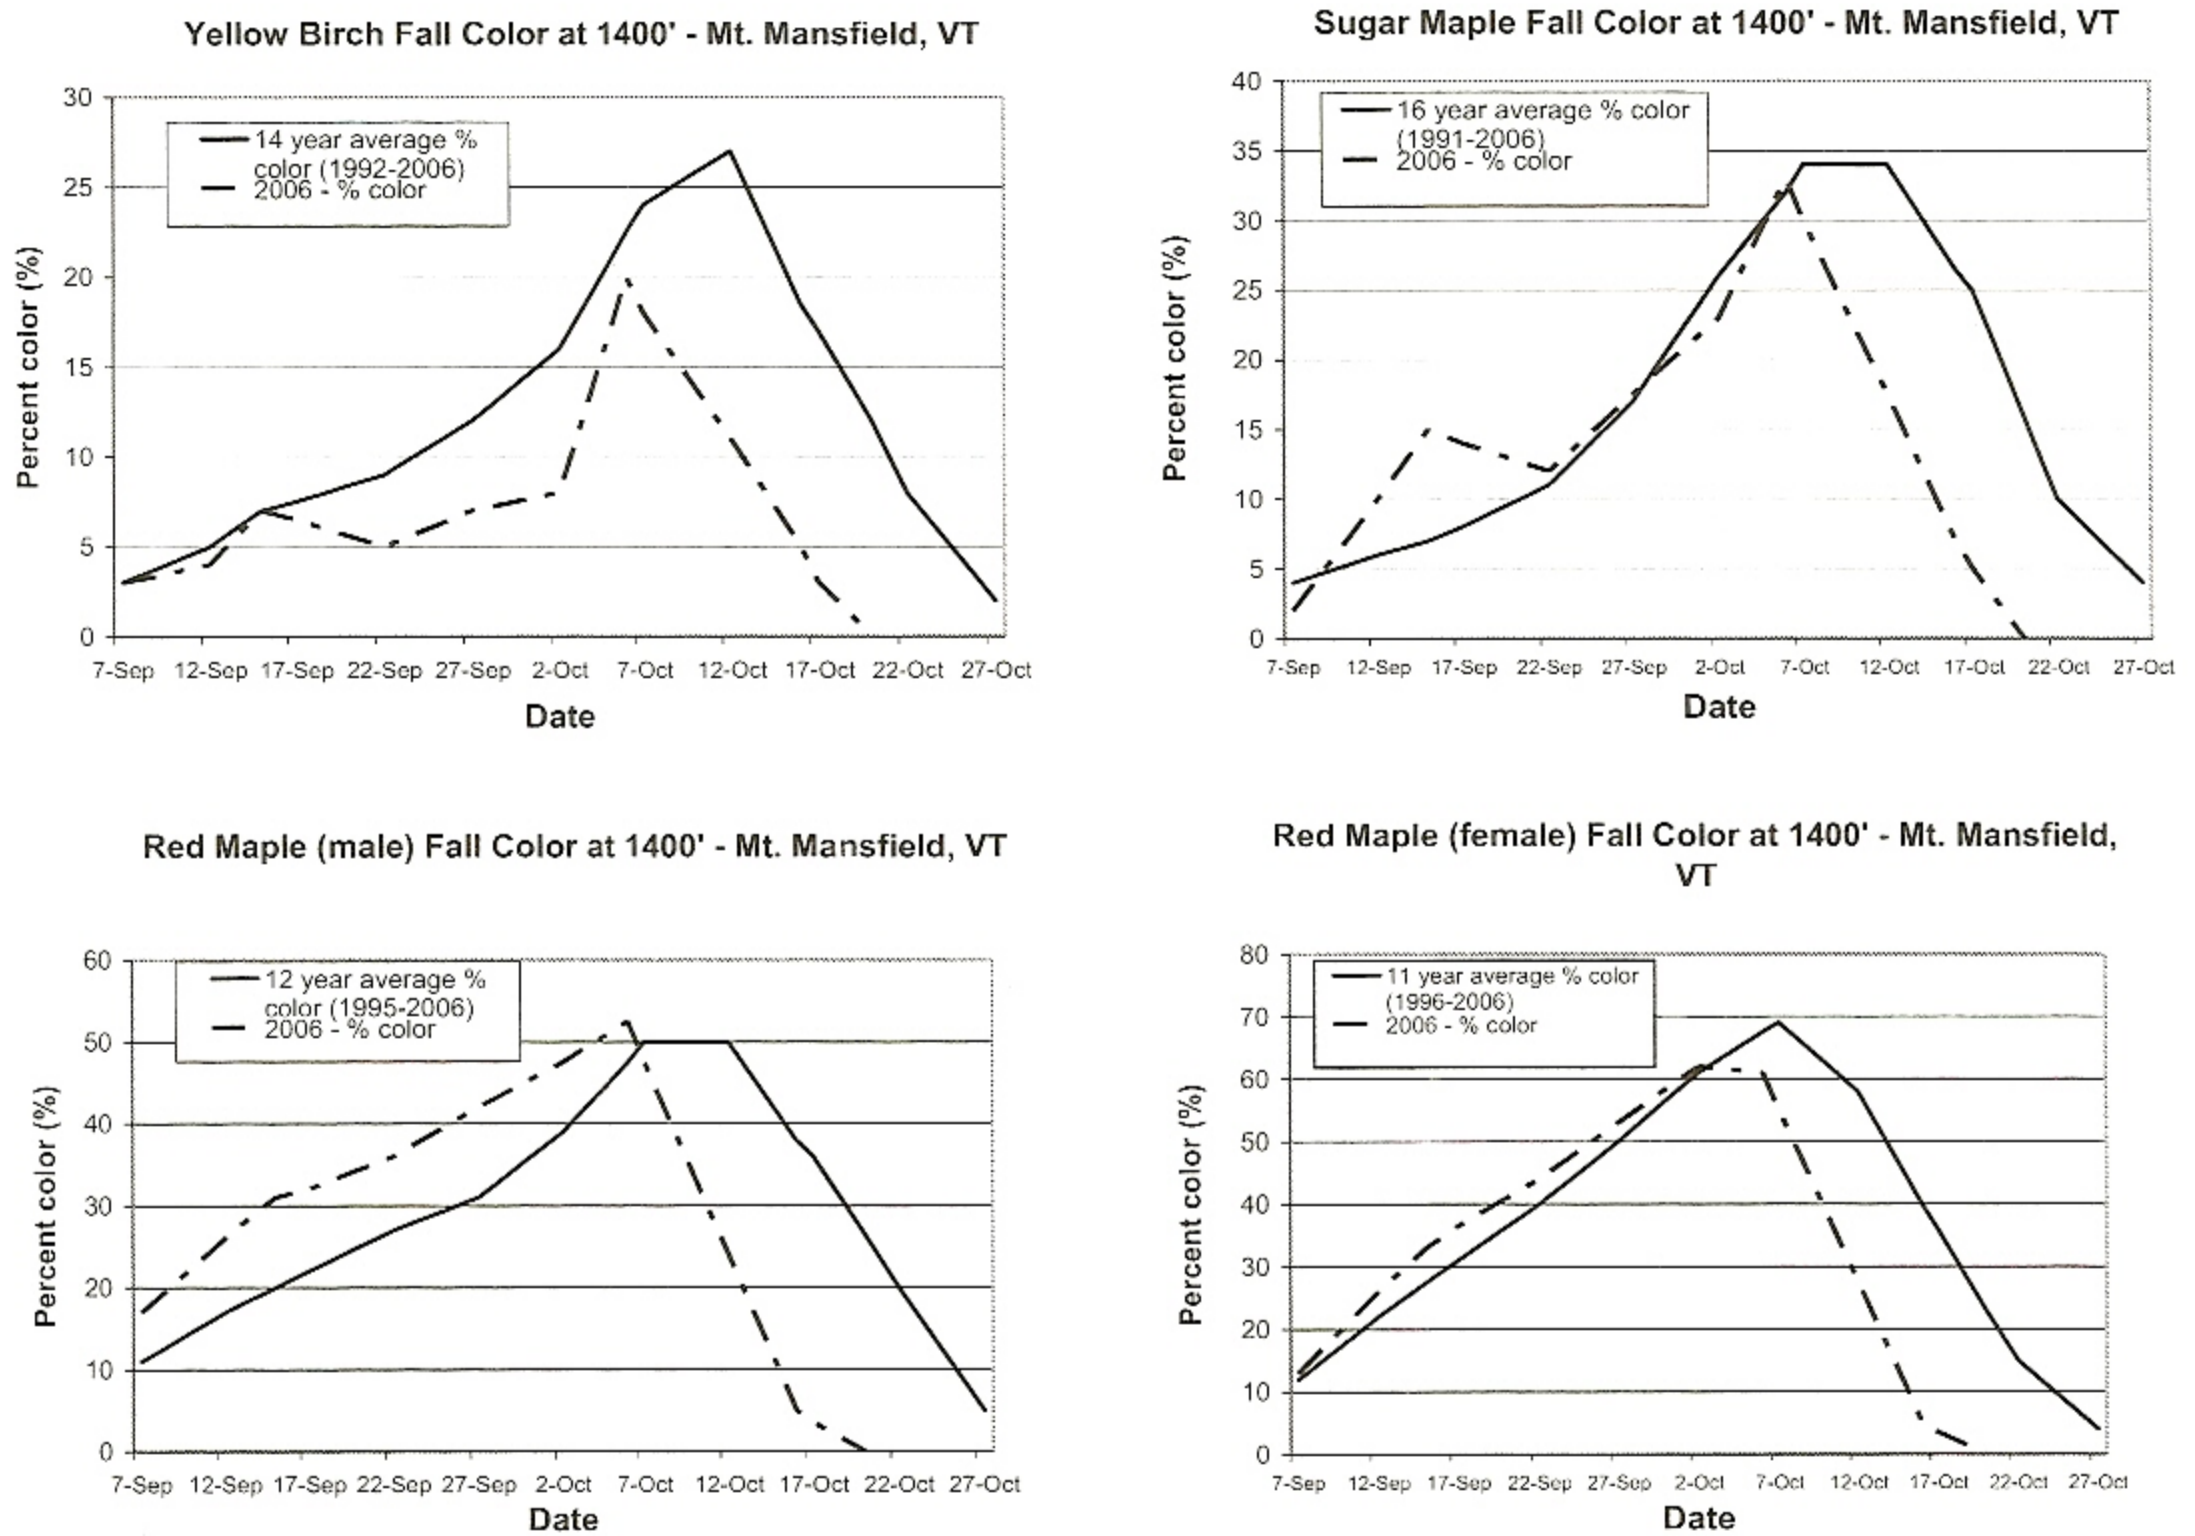 Yellow Birch Fall Color at 1400' - Mt. Mansfield, VT
30
25
20
15
10
5
0
Percent color (%)
14 year average %
color (1992-2006)
2006 - % color
7-Sep 12-Sep 17-Sep 22-Sep 27-Sep 2-Oct 7-Oct 12-Oct 17-Oct 22-Oct 27-Oct
Date
Sugar Maple Fall Color at 1400' - Mt. Mansfield, VT
40
35
30
25
20
15
10
5
0
Percent color (%)
16 year average % color
(1991-2006)
2006 - % color
7-Sep 12-Sep 17-Sep 22-Sep 27-Sep 2-Oct 7-Oct 12-Oct 17-Oct 22-Oct 27-Oct
Date
Red Maple (male) Fall Color at 1400' - Mt. Mansfield, VT
60
50
40
30
20
10
0
Percent color (%)
12 year average %
color (1995-2006)
2006 - % color
7-Sep 12-Sep 17-Sep 22-Sep 27-Sep 2-Oct 7-Oct 12-Oct 17-Oct 22-Oct 27-Oct
Date
Red Maple (female) Fall Color at 1400' - Mt. Mansfield,
VT
80
70
60
50
40
30
20
10
0
Percent color (%)
11 year average % color
(1996-2006)
2006 - % color
7-Sep 12-Sep 17-Sep 22-Sep 27-Sep 2-Oct 7-Oct 12-Oct 17-Oct 22-Oct 27-Oct
Date